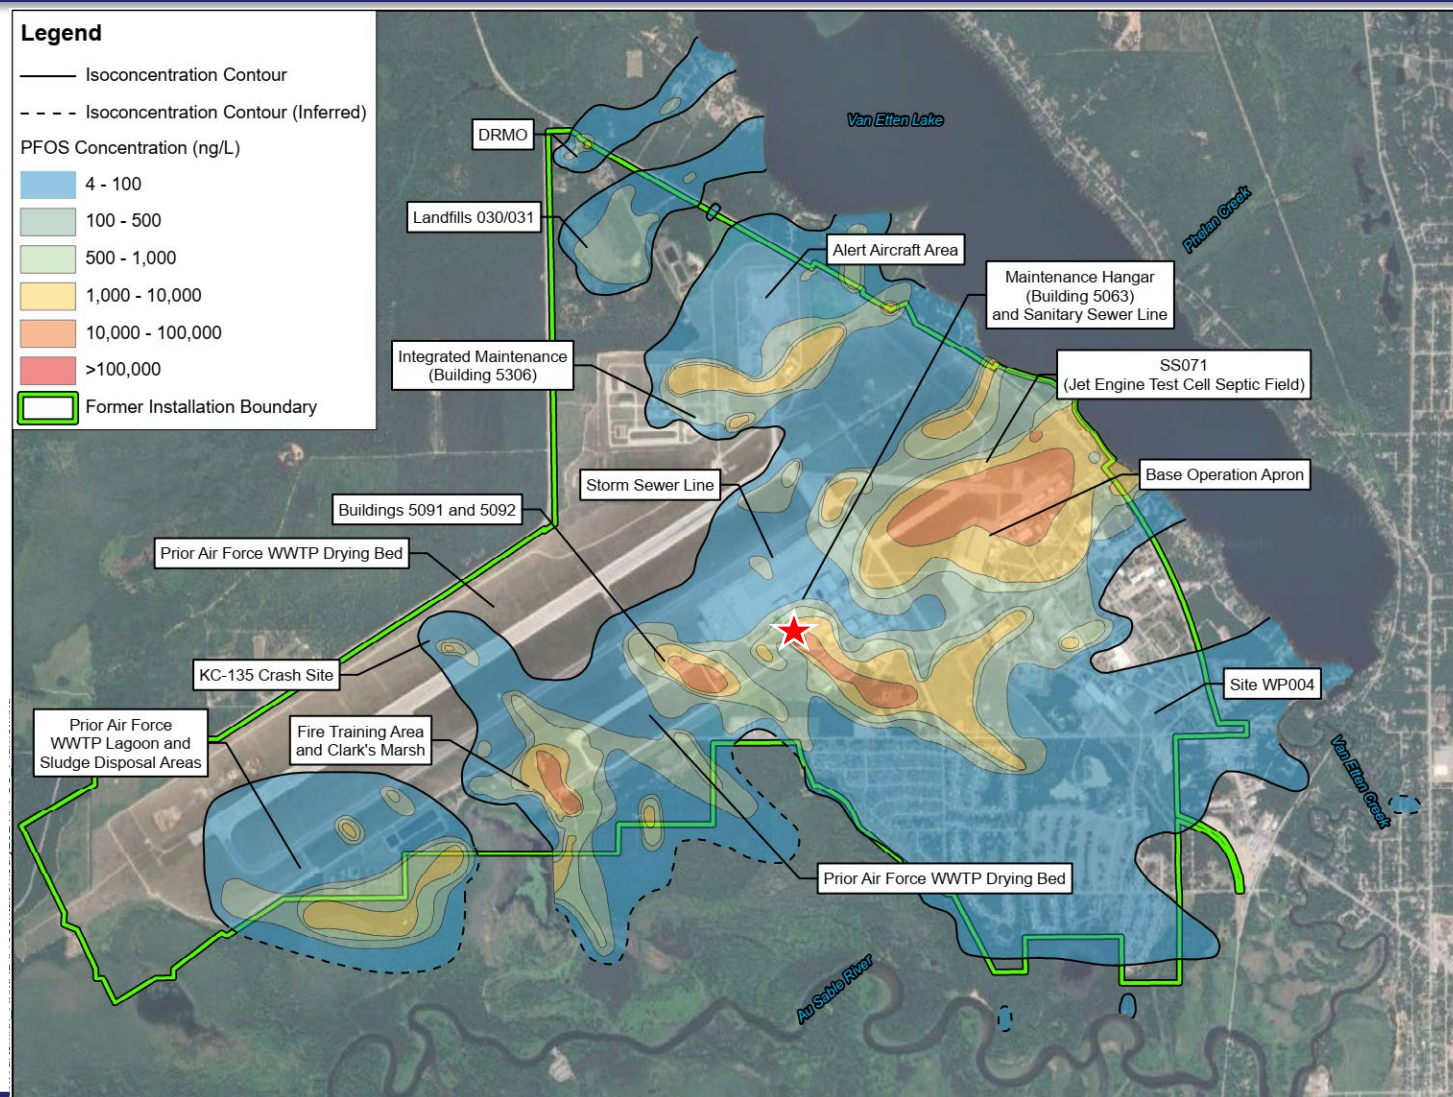 Legend
Isoconcentration Contour
Isoconcentration Contour (Inferred)
PFOS Concentration (ng/L)
4 - 100
100 - 500
500 - 1,000
1,000 - 10,000
10,000 - 100,000
>100,000
Former Installation Boundary
DRMO
Van Etten Lake
Landfills 030/031
Phelan Creek
Alert Aircraft Area
Maintenance Hangar
(Building 5063)
and Sanitary Sewer Line
Integrated Maintenance
(Building 5306)
SS071
(Jet Engine Test Cell Septic Field)
Storm Sewer Line
Base Operation Apron
Buildings 5091 and 5092
Prior Air Force WWTP Drying Bed
KC-135 Crash Site
Site WP004
Prior Air Force
WWTP Lagoon and
Sludge Disposal Areas
Fire Training Area
and Clark's Marsh
Van Etten Creek
Prior Air Force WWTP Drying Bed
Au Sable River